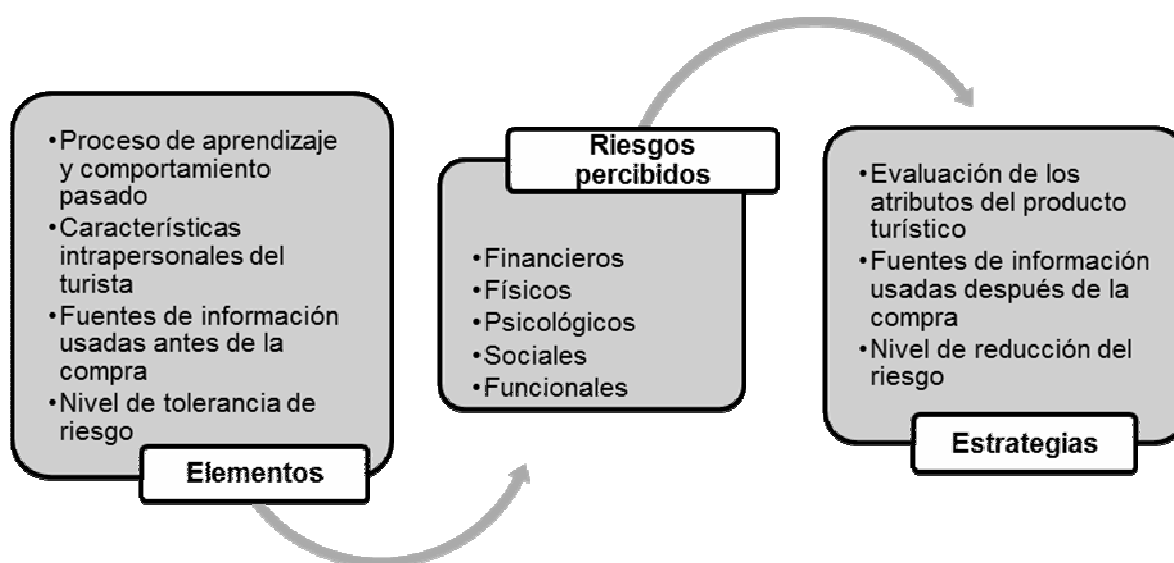 •Proceso de aprendizaje
y comportamiento
pasado
•Características
intrapersonales del
turista
•Fuentes de información
usadas antes de la
compra
•Nivel de tolerancia de
riesgo
Elementos
Riesgos
percibidos
•Financieros
•Físicos
•Psicológicos
•Sociales
•Funcionales
•Evaluación de los
atributos del producto
turístico
•Fuentes de información
usadas después de la
compra
•Nivel de reducción del
riesgo
Estrategias